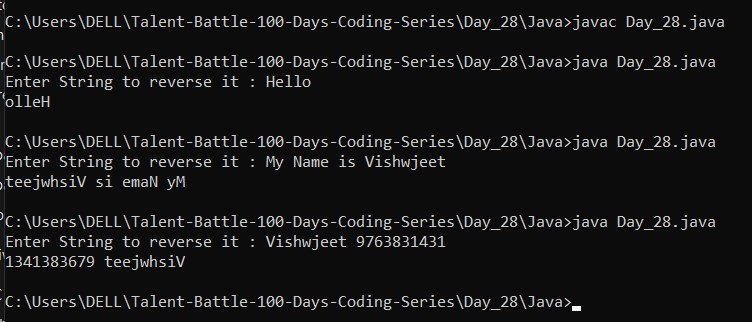 C:\Users\DELL\Talent-Battle-100-Days-Coding-Series\Day_28\Java>javac Day_28.java
C:\Users\DELL\Talent-Battle-100-Days-Coding-Series\Day_28\Java>java Day_28.java
Enter String to reverse it : Hello
olleH
C:\Users\DELL\Talent-Battle-100-Days-Coding-Series\Day_28\Java>java Day_28.java
Enter String to reverse it : My Name is Vishwjeet
teejwhsiV si emaN yM
C:\Users\DELL\Talent-Battle-100-Days-Coding-Series\Day_28\Java>java Day_28.java
Enter String to reverse it : Vishwjeet 9763831431
1341383679 teejwhsiV
C:\Users\DELL\Talent-Battle-100-Days-Coding-Series\Day_28\Java>